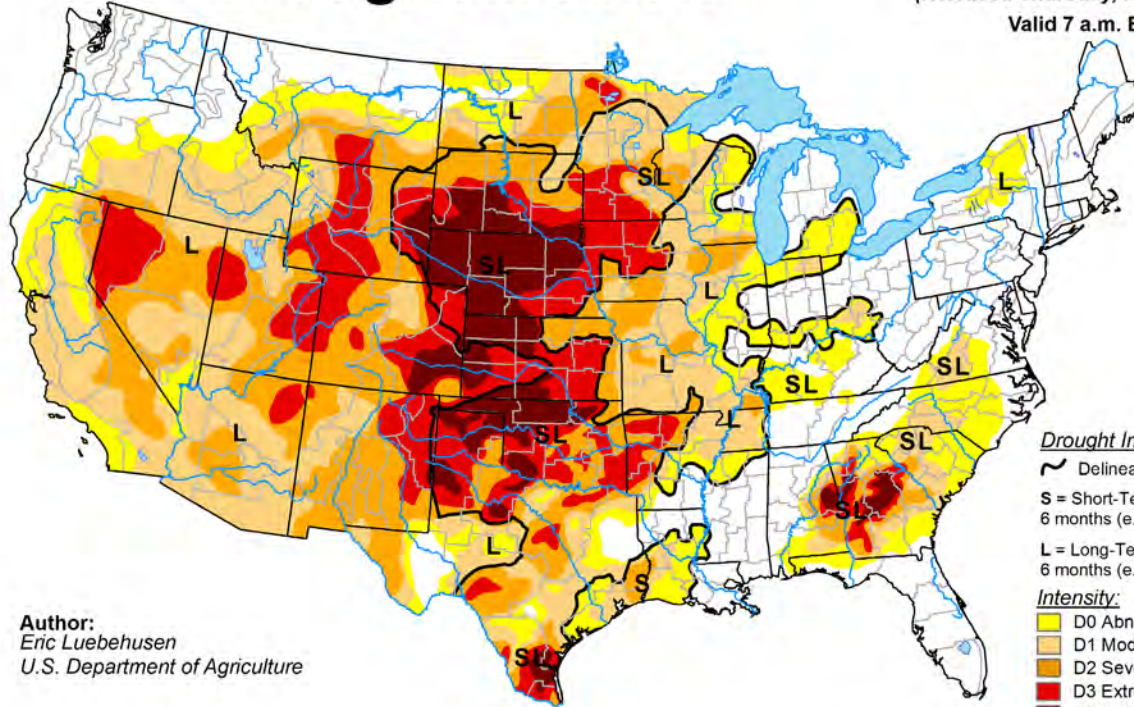 Valid 7 a.m. E
L
SL
L
L
SL
L
L
SL
SL
L
L
L
SL
SL
SL
L
S
SL
Drought Im
Delinea
S = Short-Te
6 months (e.
L = Long-Te
6 months (e.
Intensity:
D0 Abn
D1 Mod
D2 Sev
D3 Extr
Author:
Eric Luebehusen
U.S. Department of Agriculture